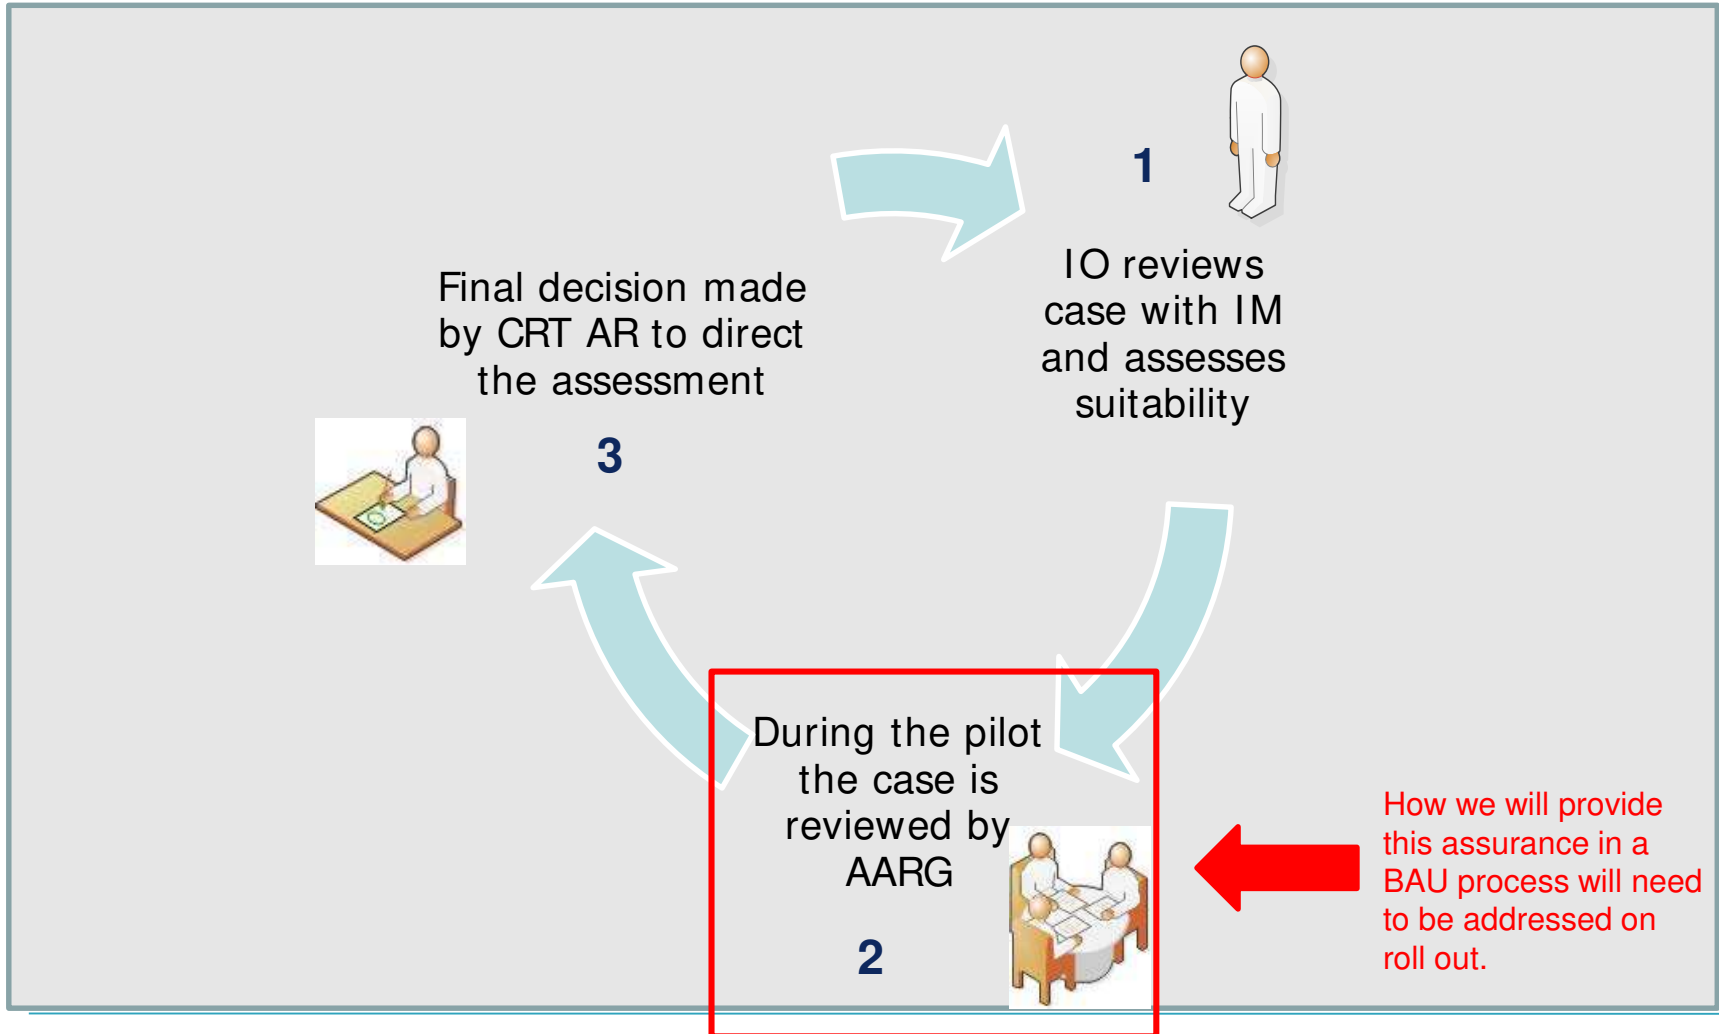 1
IO reviews
case with IM
and assesses
suitability
During the pilot
the case is
reviewed by
AARG
2
How we will provide
this assurance in a
BAU process will need
to be addressed on
roll out.
Final decision made
by CRT AR to direct
the assessment
3